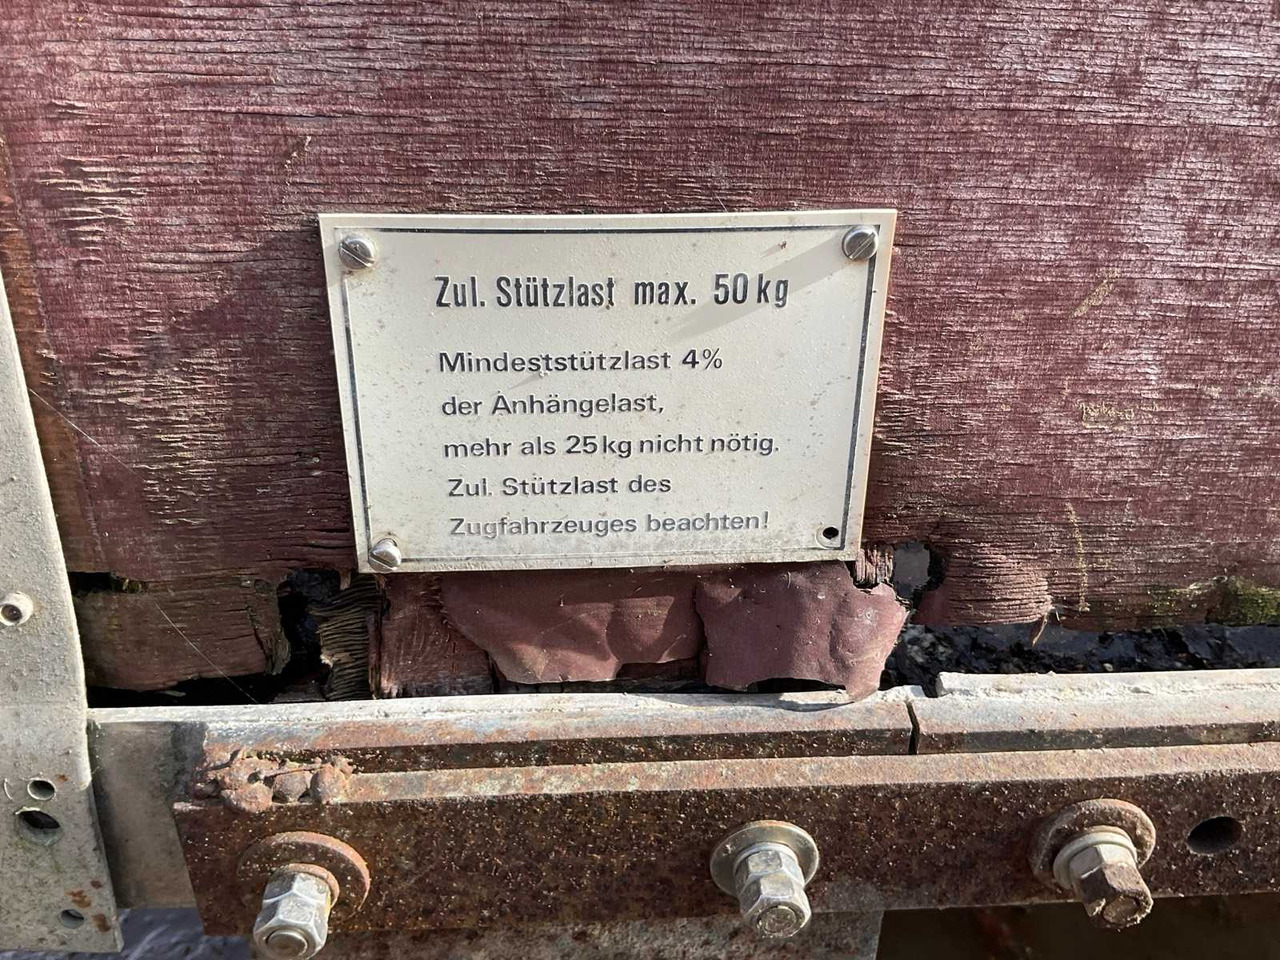 Zul. Stützlast max. 50 kg
Mindeststützlast 4%
der Anhängelast,
mehr als 25 kg nicht nötig.
Zul. Stützlast des
Zugfahrzeuges beachten!